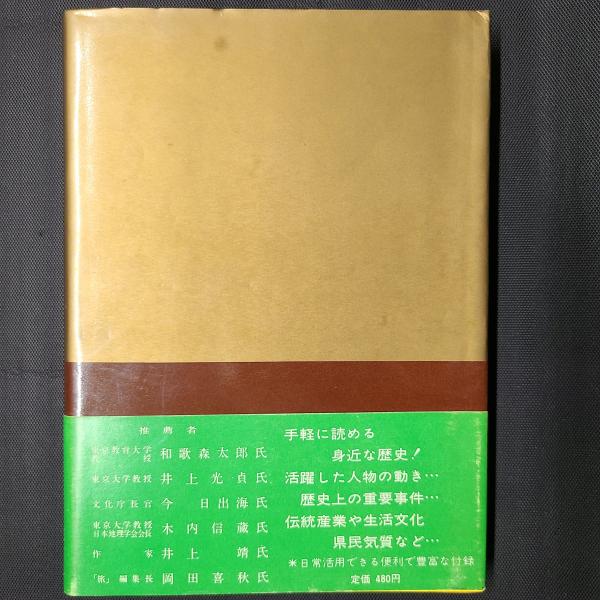 推薦者
東京教育大学
教授 和歌森太郎氏
東京大学教授 井上光貞氏
文化庁長官 今日出海氏
東京大学教授
日本地理学会会長 木内信蔵氏
作家 井上靖氏
「旅」編集長 岡田喜秋氏
手軽に読める
身近な歴史!
活躍した人物の動き…
歴史上の重要事件…
伝統産業や生活文化
県民気質など…
＊日常活用できる便利で豊富な付録
定価 480円